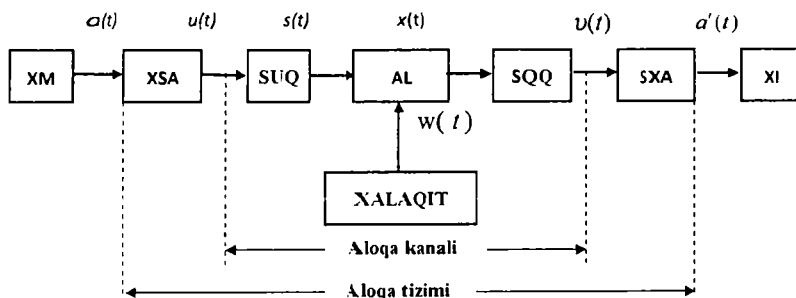 a(t) u(t) s(t) x(t) υ(t) a'(t)
XM XSA SUQ AL SQQ SXA XI
w(t)
XALAQIT
Aloqa kanali
Aloqa tizimi